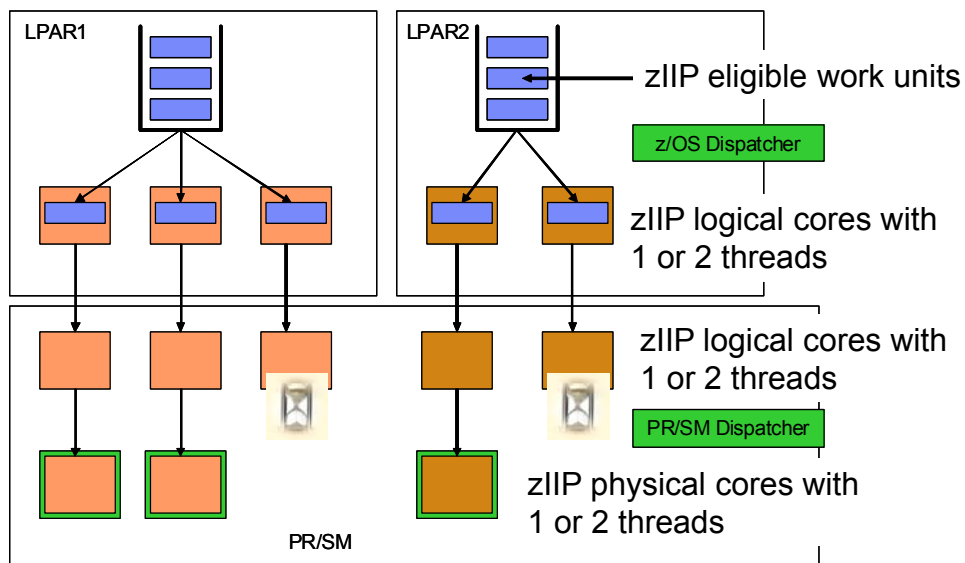 LPAR1
LPAR2
zIIP eligible work units
z/OS Dispatcher
zIIP logical cores with
1 or 2 threads
zIIP logical cores with
1 or 2 threads
PR/SM Dispatcher
zIIP physical cores with
1 or 2 threads
PR/SM